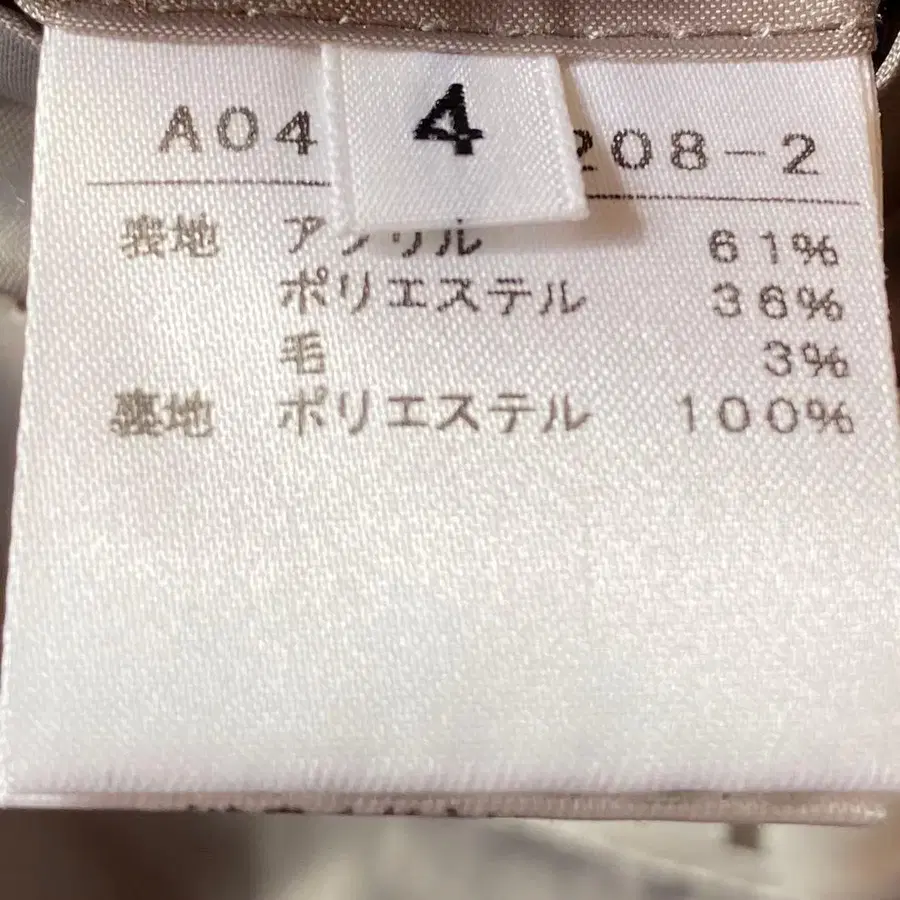 4
A04 208-2
表地 アクリル 61%
ポリエステル 36%
毛 3%
裏地 ポリエステル 100%